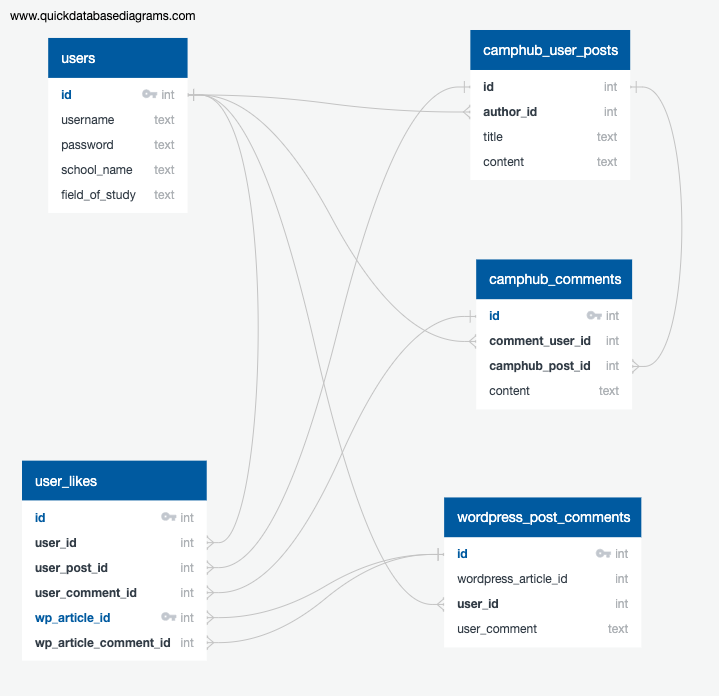 www.quickdatabasediagrams.com
users
id int
username text
password text
school_name text
field_of_study text
camphub_user_posts
id int
author_id int
title text
content text
camphub_comments
id int
comment_user_id int
camphub_post_id int
content text
user_likes
id int
user_id int
user_post_id int
user_comment_id int
wp_article_id int
wp_article_comment_id int
wordpress_post_comments
id int
wordpress_article_id int
user_id int
user_comment text